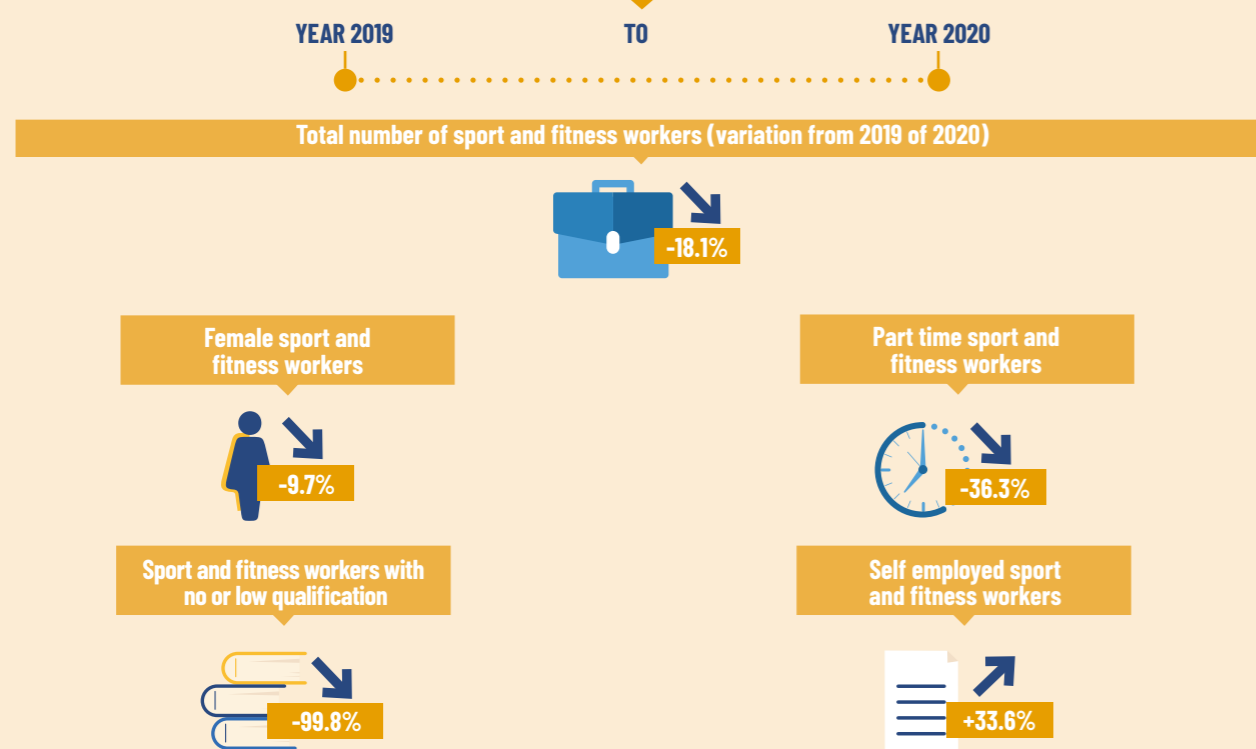 YEAR 2019 TO YEAR 2020
Total number of sport and fitness workers (variation from 2019 of 2020)
-18.1%
Female sport and
fitness workers
-9.7%
Part time sport and
fitness workers
-36.3%
Sport and fitness workers with
no or low qualification
-99.8%
Self employed sport
and fitness workers
+33.6%